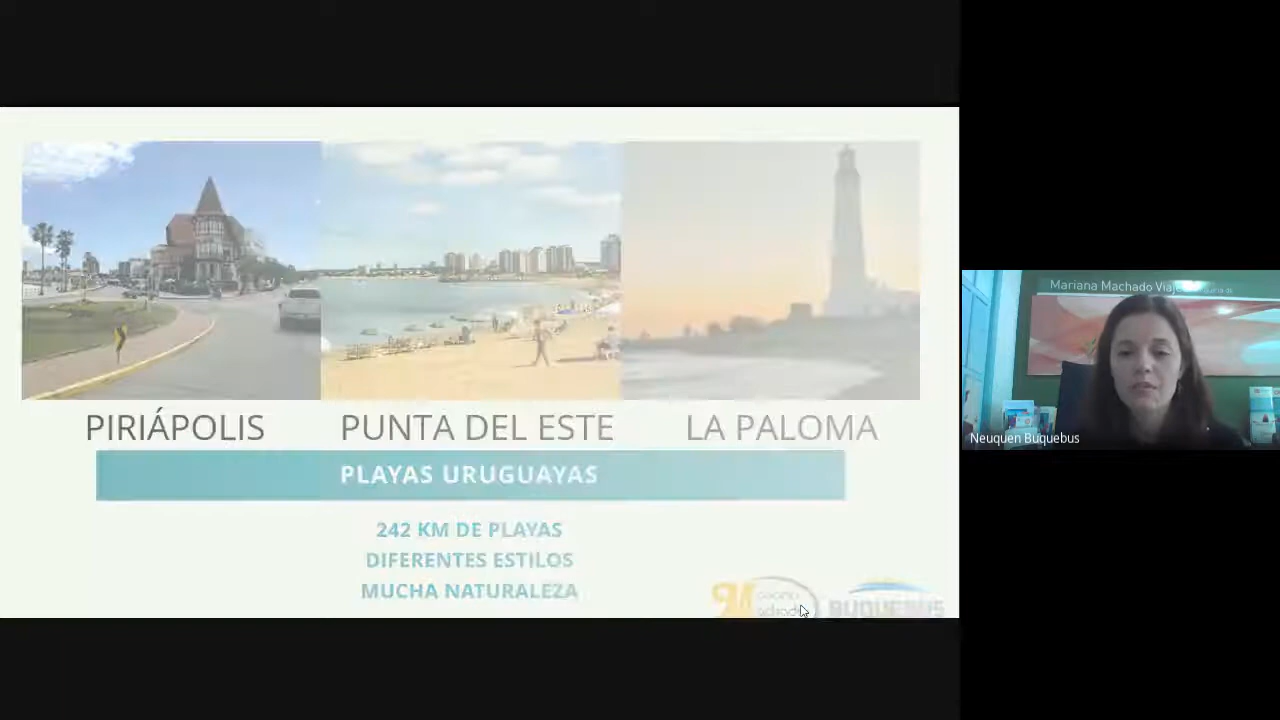 PIRIÁPOLIS
PUNTA DEL ESTE
LA PALOMA
PLAYAS URUGUAYAS
242 KM DE PLAYAS
DIFERENTES ESTILOS
MUCHA NATURALEZA
BUQUEBUS
Mariana Machado
Neuquen Buquebus